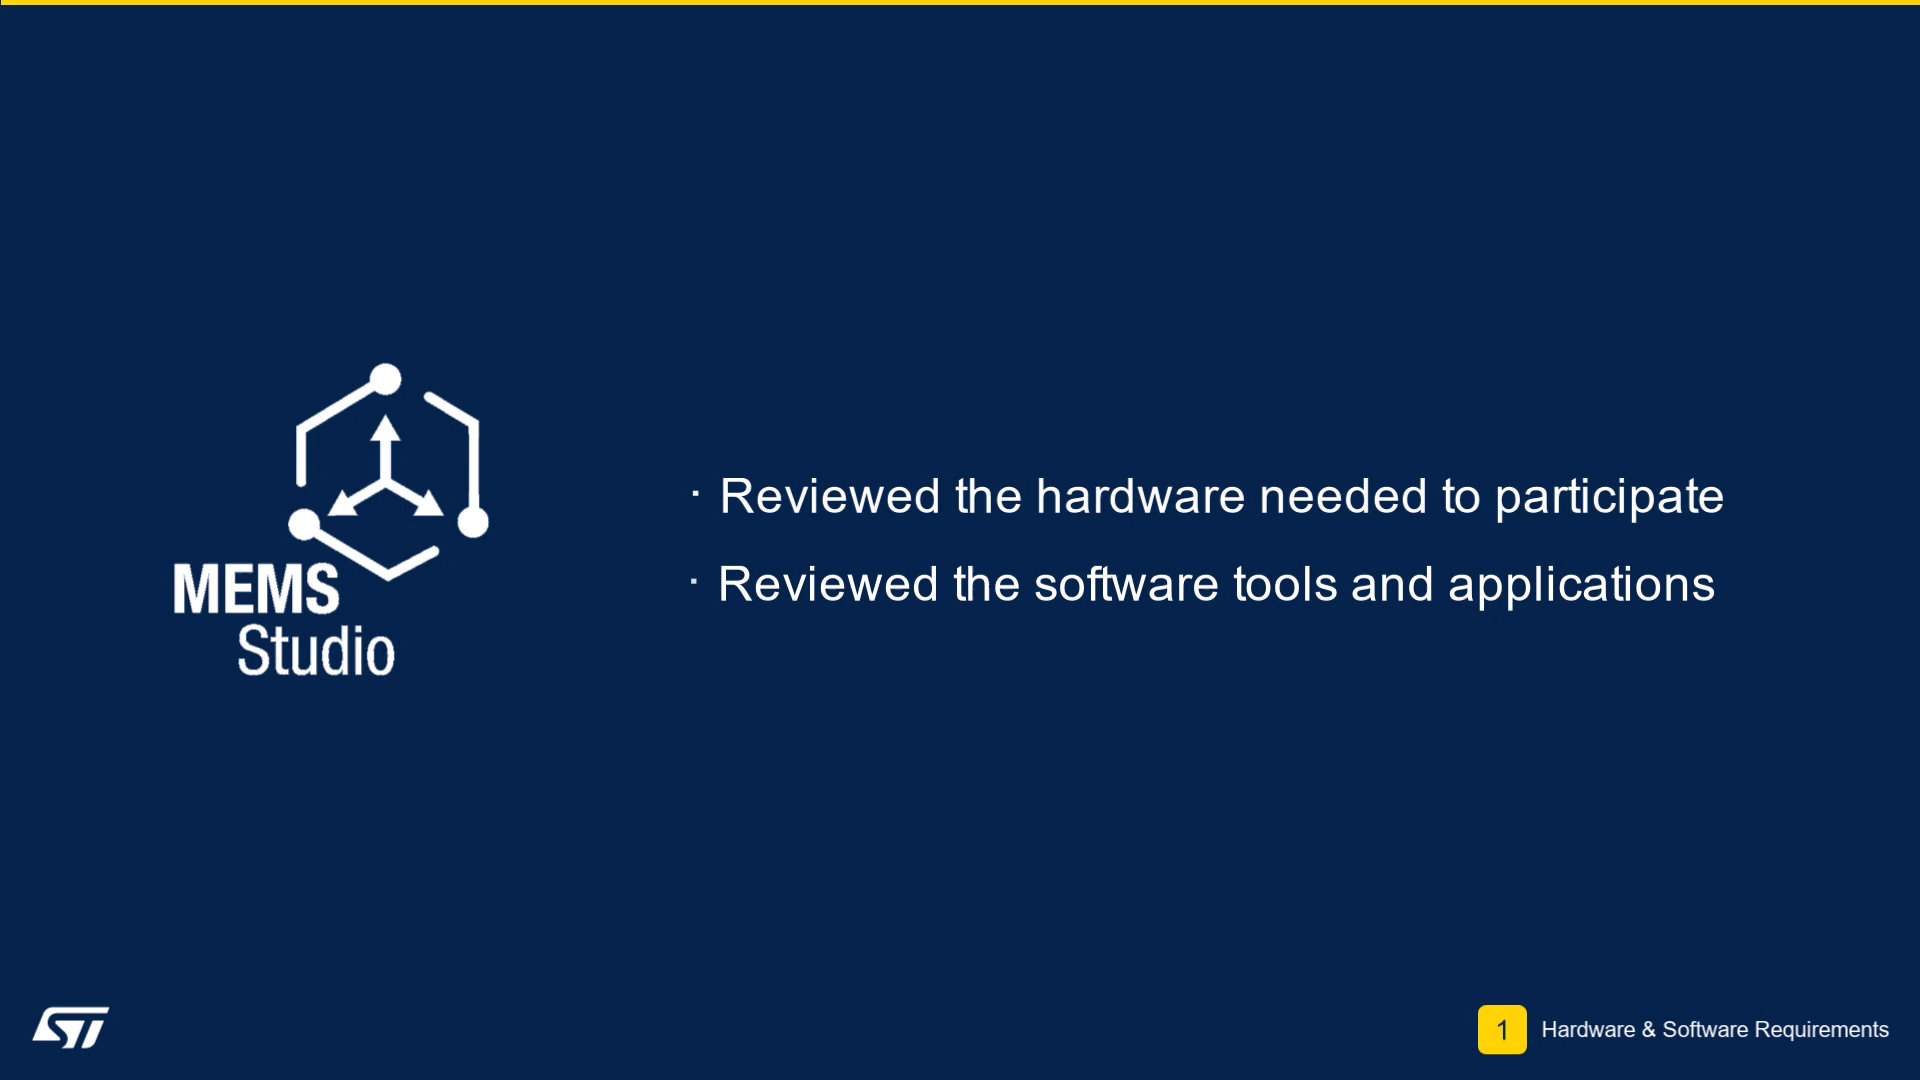 MEMS
Studio
· Reviewed the hardware needed to participate
· Reviewed the software tools and applications
ST
1 Hardware & Software Requirements